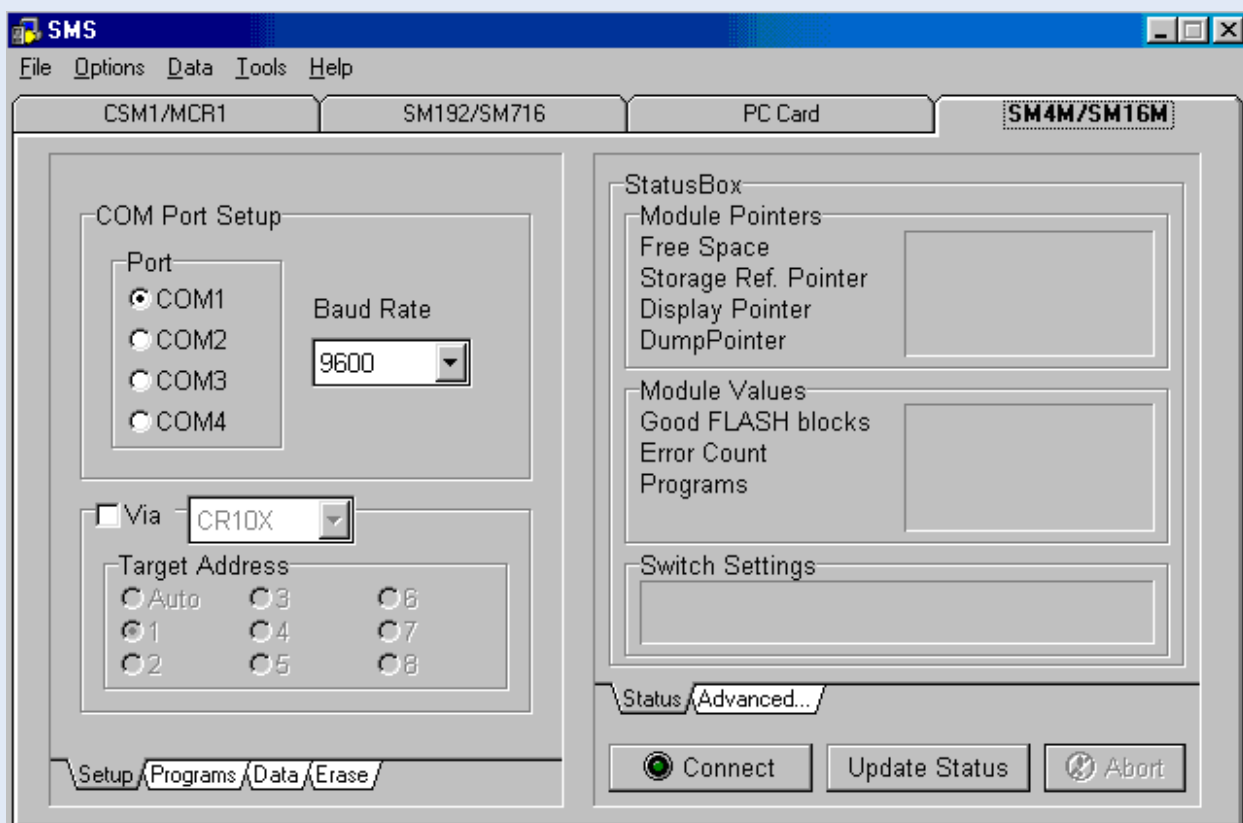 SMS
File Options Data Tools Help
CSM1/MCR1 SM192/SM716 PC Card SM4M/SM16M
COM Port Setup
Port
COM1
COM2
COM3
COM4
Baud Rate
9600
Via CR10X
Target Address
Auto 3 6
1 4 7
2 5 8
Setup Programs Data Erase
StatusBox
Module Pointers
Free Space
Storage Ref. Pointer
Display Pointer
DumpPointer
Module Values
Good FLASH blocks
Error Count
Programs
Switch Settings
Status Advanced...
Connect Update Status Abort